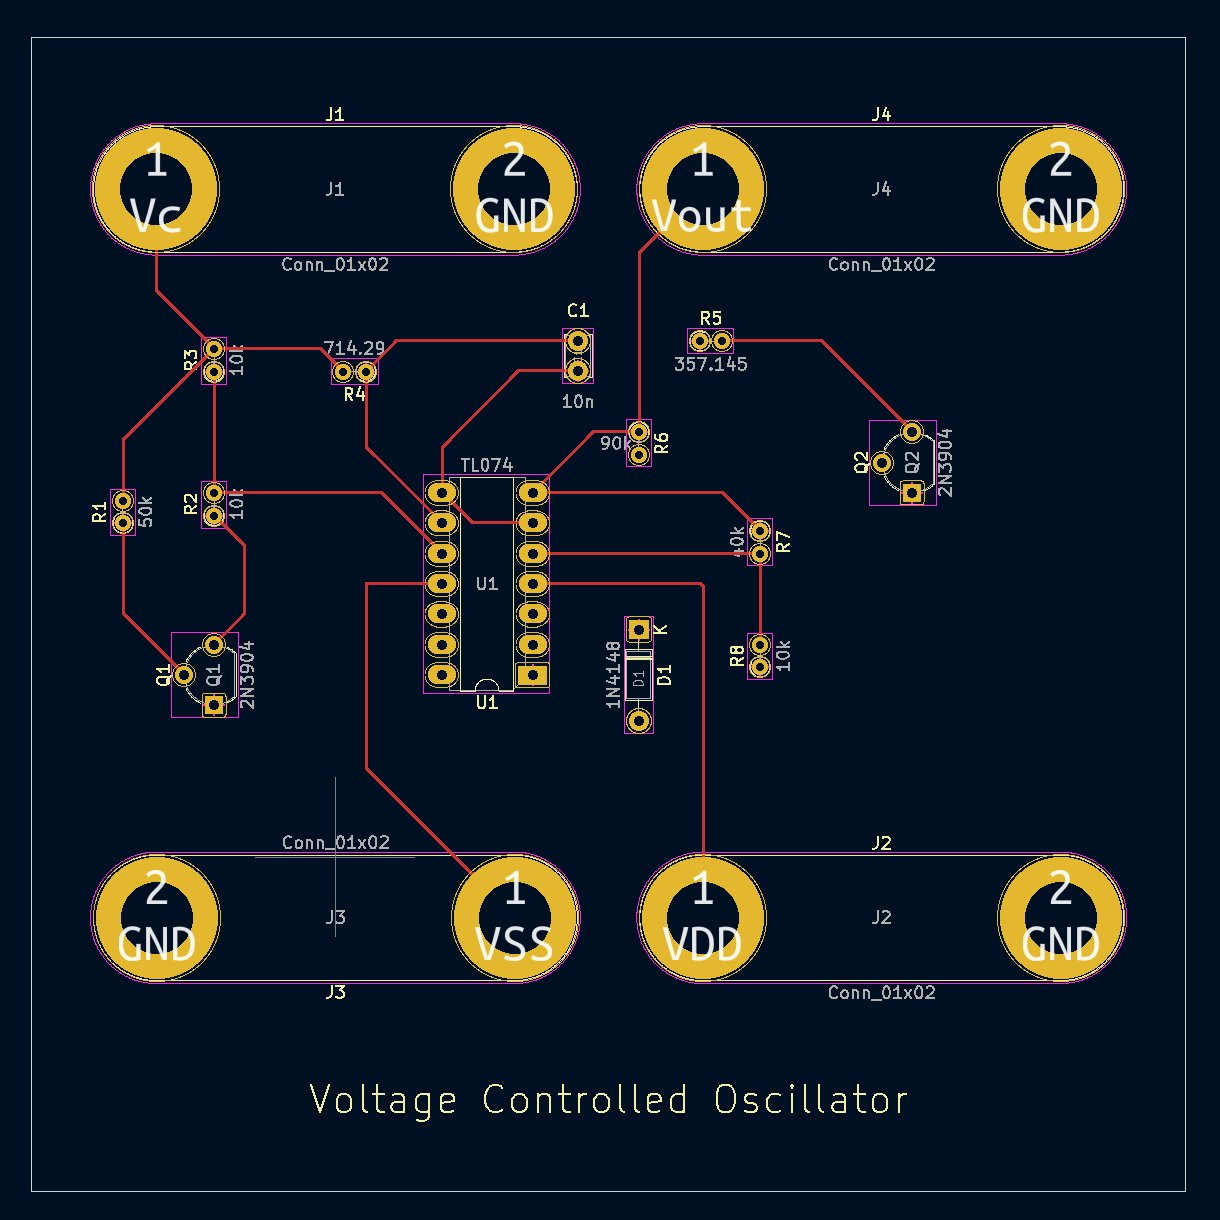 J1
J4
1
2
1
2
J1
J4
Vc
GND
Vout
GND
Conn_01x02
Conn_01x02
C1
R5
R3
10k
714.29
357.145
R4
10n
90k
R6
Q2
Q2
2N3904
TL074
R1
50k
R2
10k
40k
R7
U1
K
1N4148
D1
D1
R8
10k
Q1
Q1
2N3904
U1
Conn_01x02
J2
2
1
1
2
J3
J2
GND
VSS
VDD
GND
J3
Conn_01x02
Voltage Controlled Oscillator